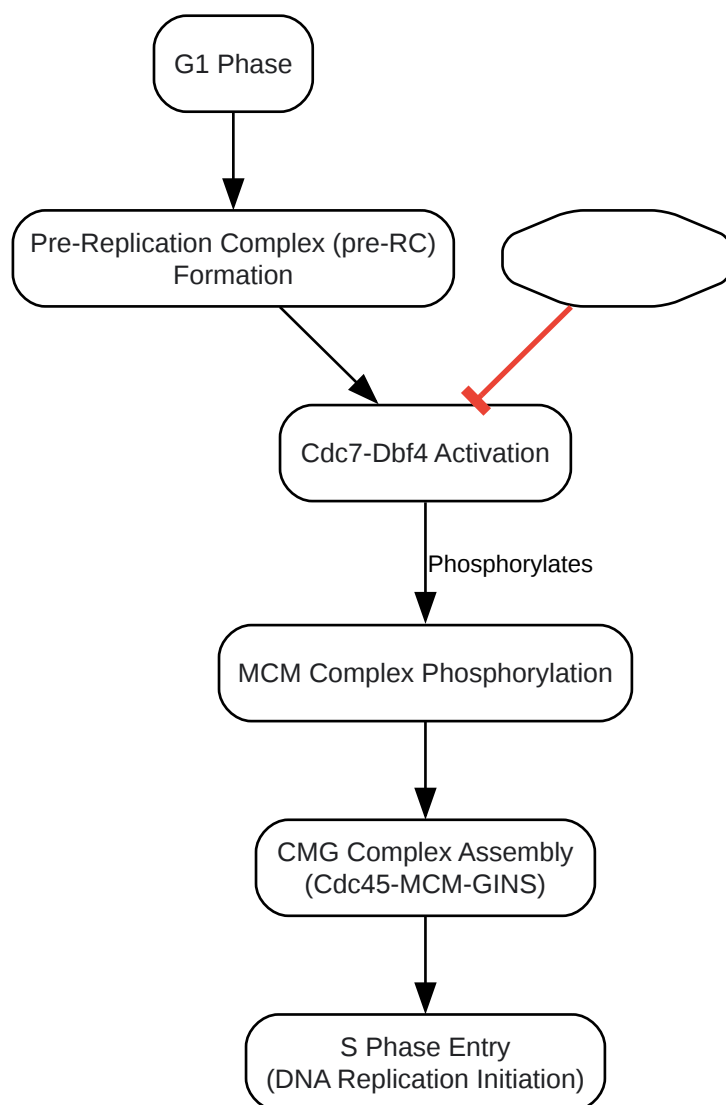 G1 Phase
Pre-Replication Complex (pre-RC)
Formation
Cdc7-Dbf4 Activation
Phosphorylates
MCM Complex Phosphorylation
CMG Complex Assembly
(Cdc45-MCM-GINS)
S Phase Entry
(DNA Replication Initiation)